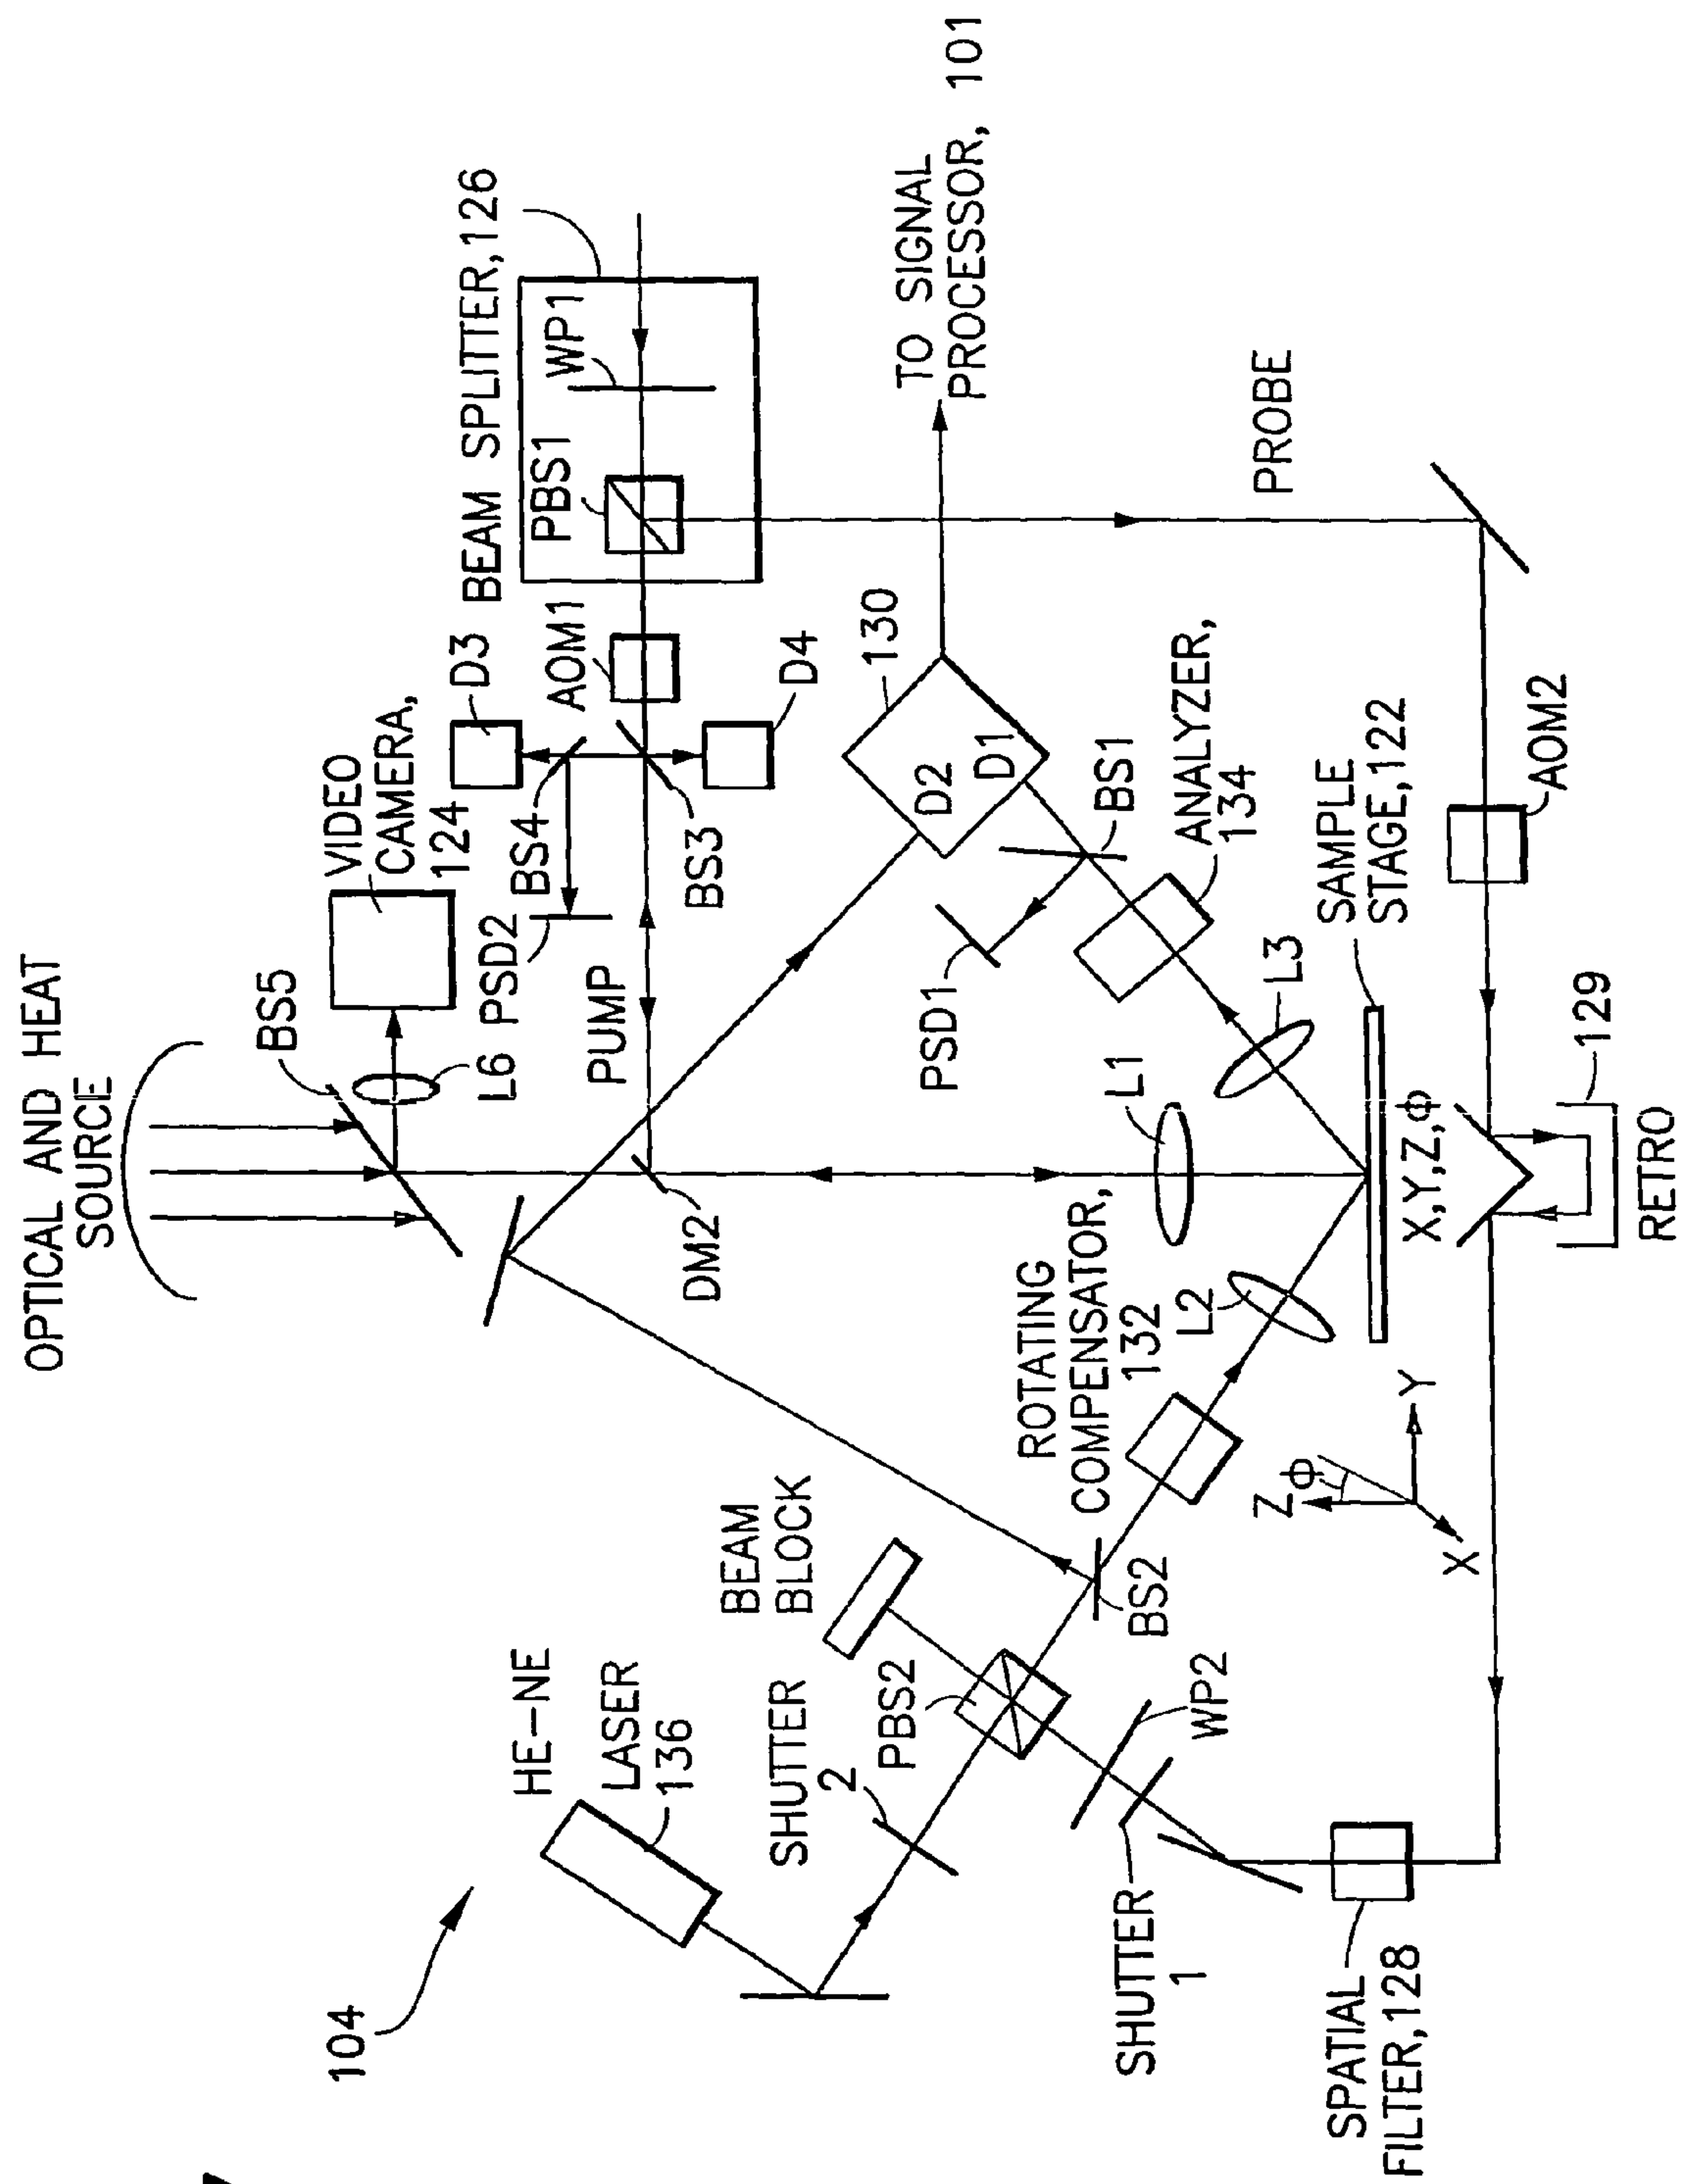 OPTICAL AND HEAT
SOURCE
BS5
VIDEO
CAMERA,
124
L6
PSD2
BS4
D3
BEAM SPLITTER,126
AOM1
PBS1
WP1
PUMP
BS3
D4
DM2
130
D2
D1
TO SIGNAL
PROCESSOR, 101
PSD1
BS1
ANALYZER,
134
L1
L3
SAMPLE
STAGE,122
X,Y,Z,Φ
PROBE
AOM2
129
RETRO
ROTATING
COMPENSATOR,
132
L2
Z
Φ
Y
X
BEAM
BLOCK
BS2
HE-NE
LASER
136
SHUTTER
2
PBS2
WP2
SHUTTER
1
SPATIAL
FILTER,128
104